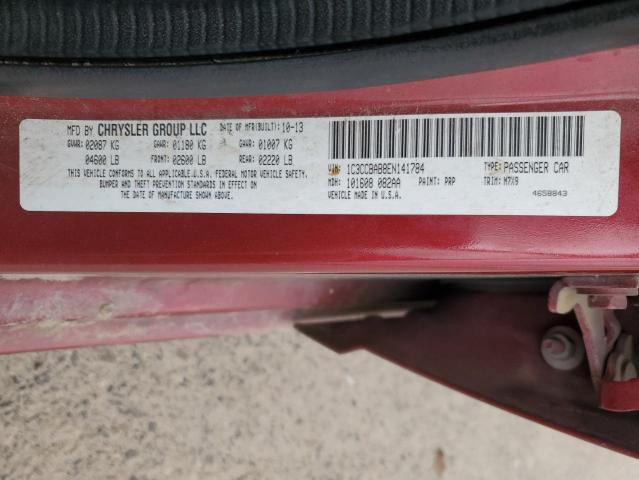 MFD BY CHRYSLER GROUP LLC DATE OF MFR(BUILT): 10-13
GVWR: 02087 KG GAWR: 01180 KG GAWR: 01007 KG
04600 LB FRONT: 02600 LB REAR: 02220 LB
THIS VEHICLE CONFORMS TO ALL APPLICABLE U.S.A. FEDERAL MOTOR VEHICLE SAFETY,
BUMPER AND THEFT PREVENTION STANDARDS IN EFFECT ON
THE DATE OF MANUFACTURE SHOWN ABOVE.
VIN: 1C3CCBAB8EN141784 TYPE: PASSENGER CAR
MDH: 101608 082AA PAINT: PRP TRIM: M7X9
VEHICLE MADE IN U.S.A. 4658843